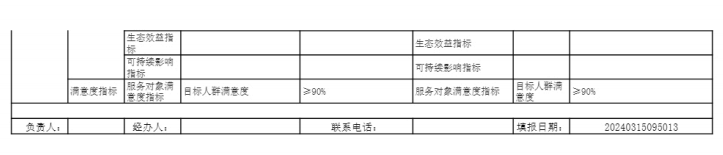 生态效益指标 生态效益指标
可持续影响指标 可持续影响指标
满意度指标 服务对象满意度指标 目标人群满意度 ≥90% 服务对象满意度指标 目标人群满意度 ≥90%
负责人: 经办人: 联系电话: 填报日期: 20240315095013